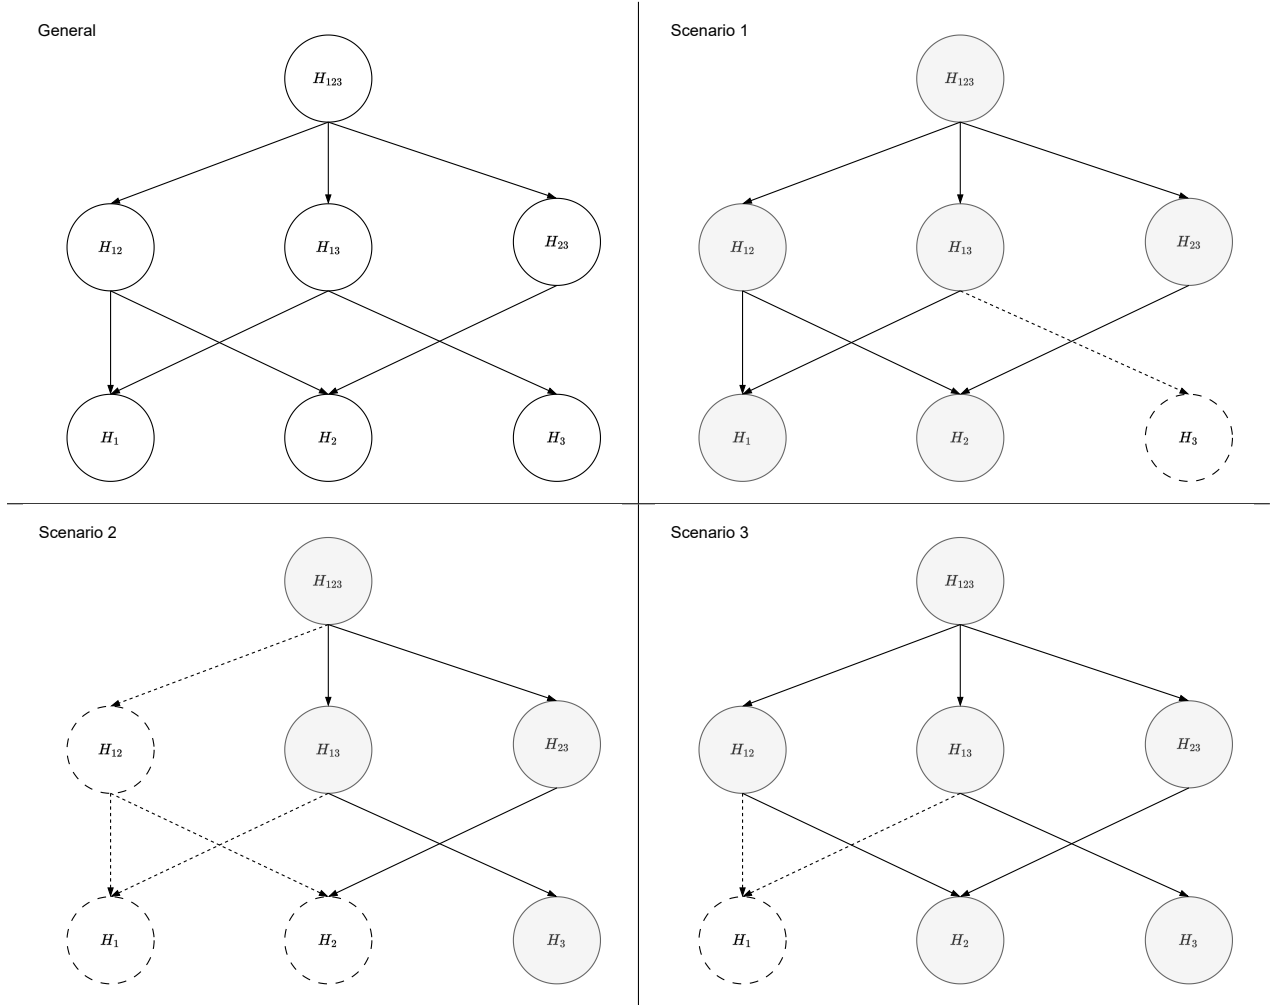 General
H₁₂₃
H₁₂ H₁₃ H₂₃
H₁ H₂ H₃
Scenario 1
H₁₂₃
H₁₂ H₁₃ H₂₃
H₁ H₂ H₃
Scenario 2
H₁₂₃
H₁₂ H₁₃ H₂₃
H₁ H₂ H₃
Scenario 3
H₁₂₃
H₁₂ H₁₃ H₂₃
H₁ H₂ H₃